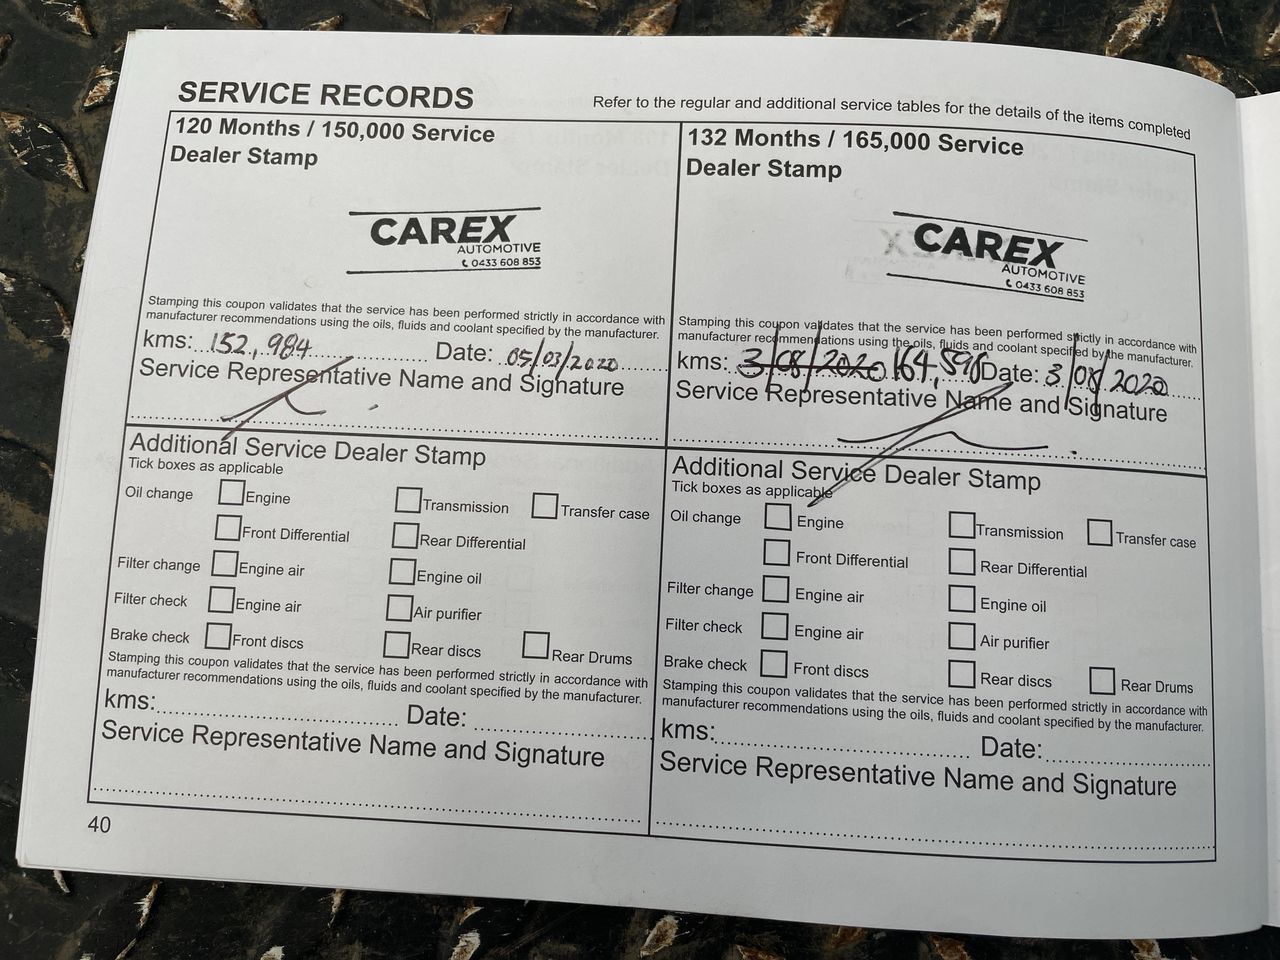 SERVICE RECORDS
Refer to the regular and additional service tables for the details of the items completed
120 Months / 150,000 Service
Dealer Stamp
CAREX
AUTOMOTIVE
0433 608 853
Stamping this coupon validates that the service has been performed strictly in accordance with
manufacturer recommendations using the oils, fluids and coolant specified by the manufacturer.
kms: 152,984 Date: 05/03/2020
Service Representative Name and Signature
Additional Service Dealer Stamp
Tick boxes as applicable
Oil change Engine Transmission Transfer case
Front Differential Rear Differential
Filter change Engine air Engine oil
Filter check Engine air Air purifier
Brake check Front discs Rear discs Rear Drums
Stamping this coupon validates that the service has been performed strictly in accordance with
manufacturer recommendations using the oils, fluids and coolant specified by the manufacturer.
kms: Date:
Service Representative Name and Signature
132 Months / 165,000 Service
Dealer Stamp
CAREX
AUTOMOTIVE
0433 608 853
Stamping this coupon validates that the service has been performed strictly in accordance with
manufacturer recommendations using the oils, fluids and coolant specified by the manufacturer.
kms: 3/08/2020 164,596 Date: 3/08/2020
Service Representative Name and Signature
Additional Service Dealer Stamp
Tick boxes as applicable
Oil change Engine Transmission Transfer case
Front Differential Rear Differential
Filter change Engine air Engine oil
Filter check Engine air Air purifier
Brake check Front discs Rear discs Rear Drums
Stamping this coupon validates that the service has been performed strictly in accordance with
manufacturer recommendations using the oils, fluids and coolant specified by the manufacturer.
kms: Date:
Service Representative Name and Signature
40